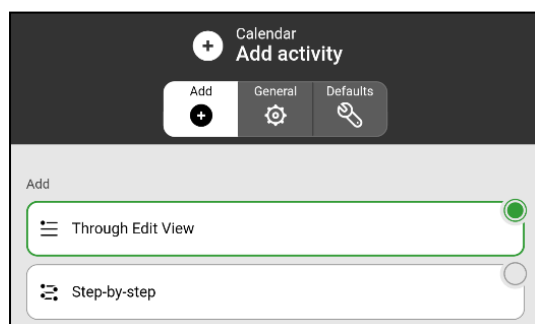 Calendar
Add activity
Add General Defaults
Add
Through Edit View
Step-by-step